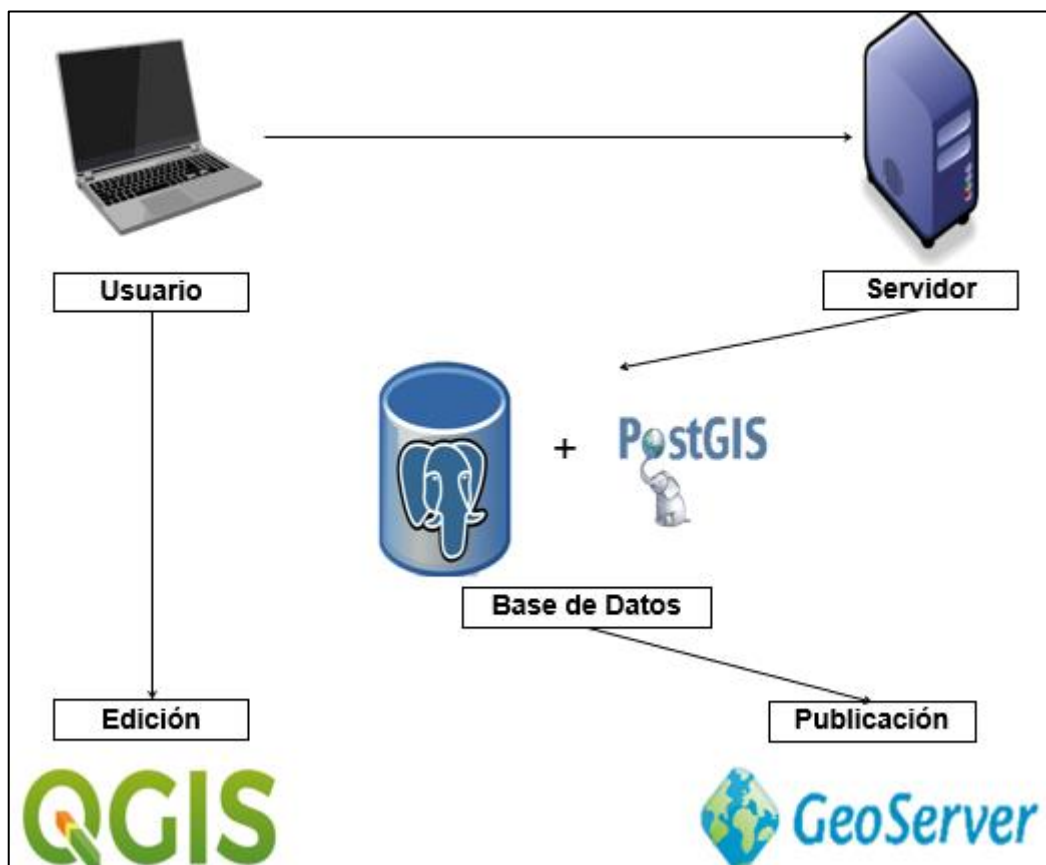 Usuario
Servidor
+
PostGIS
Base de Datos
Edición
Publicación
QGIS
GeoServer